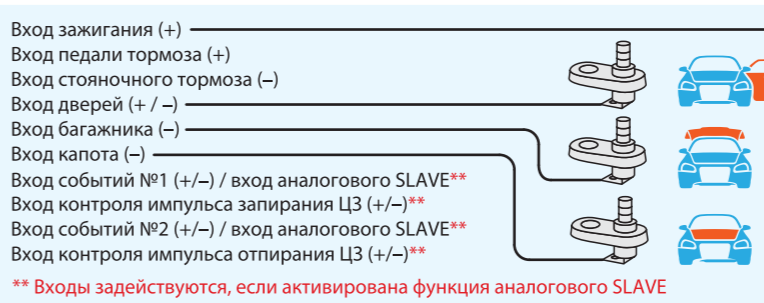 Вход зажигания (+)
Вход педали тормоза (+)
Вход стояночного тормоза (–)
Вход дверей (+ / –)
Вход багажника (–)
Вход капота (–)
Вход событий №1 (+/–) / вход аналогового SLAVE**
Вход контроля импульса запирания ЦЗ (+/–)**
Вход событий №2 (+/–) / вход аналогового SLAVE**
Вход контроля импульса отпирания ЦЗ (+/–)**
** Входы задействуются, если активирована функция аналогового SLAVE